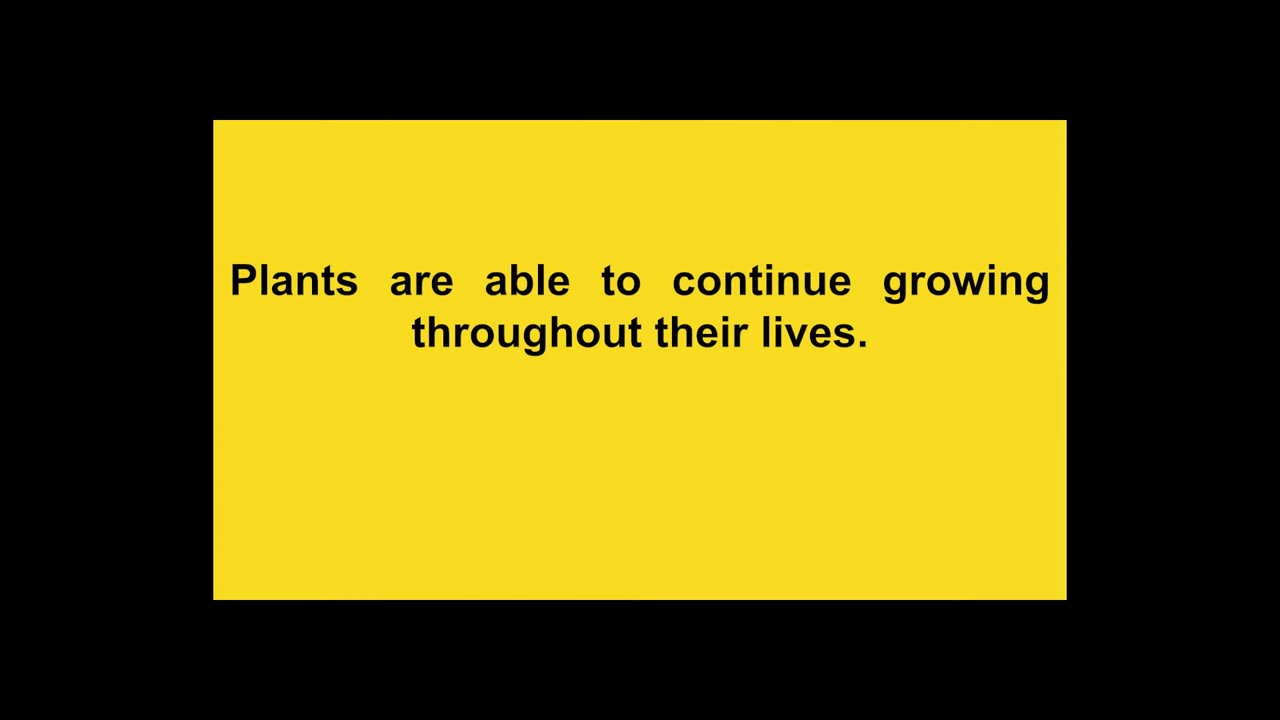 Plants are able to continue growing
throughout their lives.